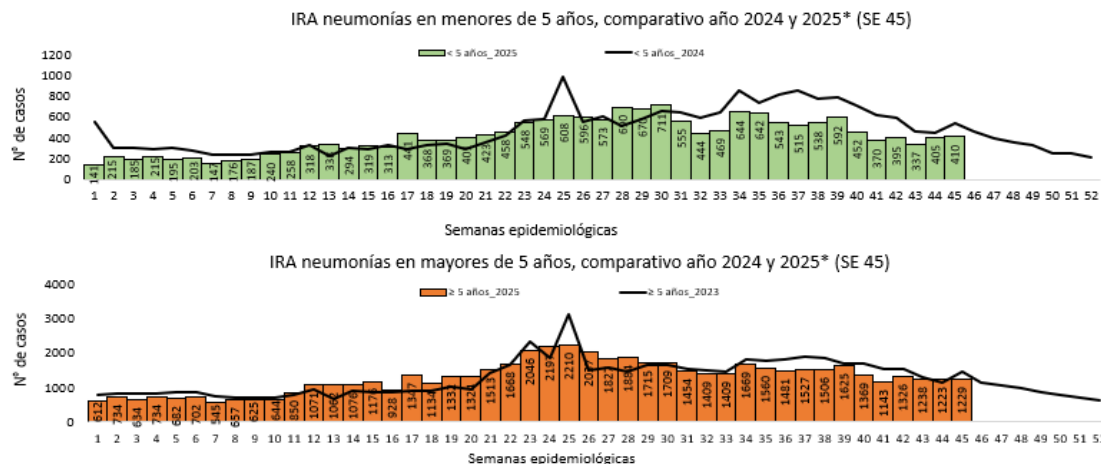 IRA neumonías en menores de 5 años, comparativo año 2024 y 2025* (SE 45)
< 5 años_2025 < 5 años_2024
N° de casos
1200
1000
800
600
400
200
0
141 215 185 215 195 203 147 176 187 240 258 318 294 319 313 441 368 369 423 458 548 569 608 596 573 690 670 711 555 444 469 644 642 543 515 538 592 452 370 395 337 405 410
1 2 3 4 5 6 7 8 9 10 11 12 13 14 15 16 17 18 19 20 21 22 23 24 25 26 27 28 29 30 31 32 33 34 35 36 37 38 39 40 41 42 43 44 45 46 47 48 49 50 51 52
Semanas epidemiológicas
IRA neumonías en mayores de 5 años, comparativo año 2024 y 2025* (SE 45)
≥ 5 años_2025 ≥ 5 años_2023
N° de casos
4000
3000
2000
1000
0
612 734 634 734 682 702 545 657 625 644 850 1071 1076 1176 928 1347 1134 1331 1326 1513 1668 2046 2210 1884 1715 1709 1454 1409 1409 1669 1560 1481 1527 1506 1625 1369 1143 1326 1238 1223 1229
1 2 3 4 5 6 7 8 9 10 11 12 13 14 15 16 17 18 19 20 21 22 23 24 25 26 27 28 29 30 31 32 33 34 35 36 37 38 39 40 41 42 43 44 45 46 47 48 49 50 51
Semanas epidemiológicas